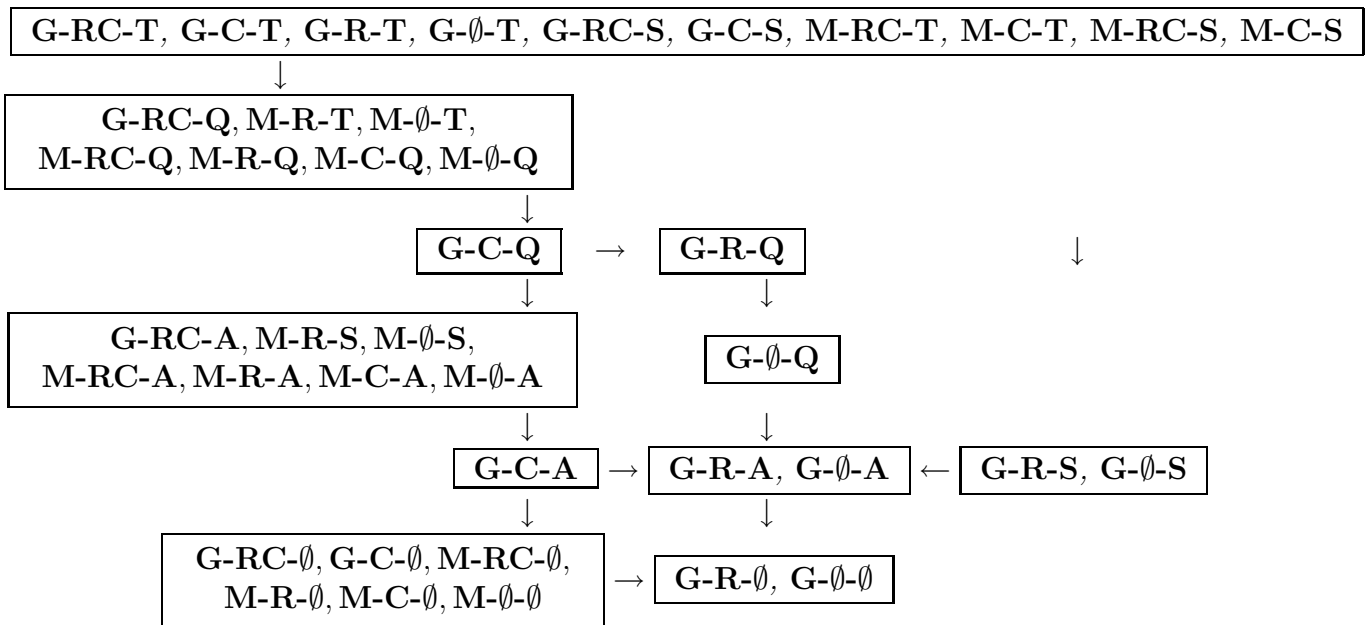 G-RC-T, G-C-T, G-R-T, G-∅-T, G-RC-S, G-C-S, M-RC-T, M-C-T, M-RC-S, M-C-S
↓
G-RC-Q, M-R-T, M-∅-T,
M-RC-Q, M-R-Q, M-C-Q, M-∅-Q
↓
G-C-Q → G-R-Q ↓
↓ ↓
G-RC-A, M-R-S, M-∅-S,
M-RC-A, M-R-A, M-C-A, M-∅-A
G-∅-Q
↓ ↓
G-C-A → G-R-A, G-∅-A ← G-R-S, G-∅-S
↓ ↓
G-RC-∅, G-C-∅, M-RC-∅,
M-R-∅, M-C-∅, M-∅-∅
→ G-R-∅, G-∅-∅